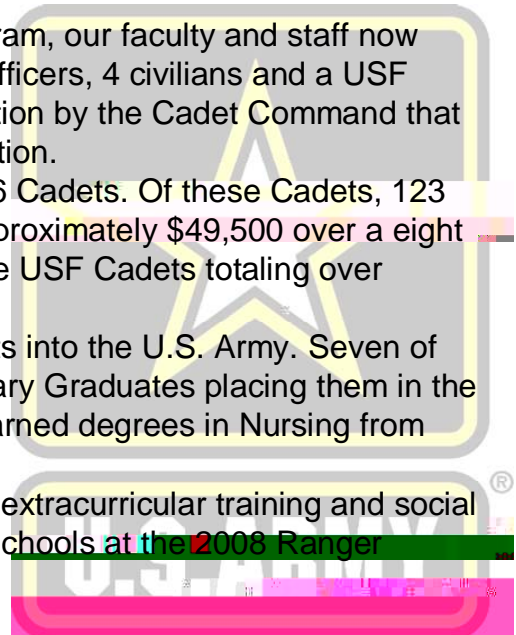 ram, our faculty and staff now
fficers, 4 civilians and a USF
tion by the Cadet Command that
tion.
6 Cadets. Of these Cadets, 123
proximately $49,500 over a eight
e USF Cadets totaling over
ts into the U.S. Army. Seven of
ary Graduates placing them in the
arned degrees in Nursing from
extracurricular training and social
chools at the 2008 Ranger
®
U.S. ARMY